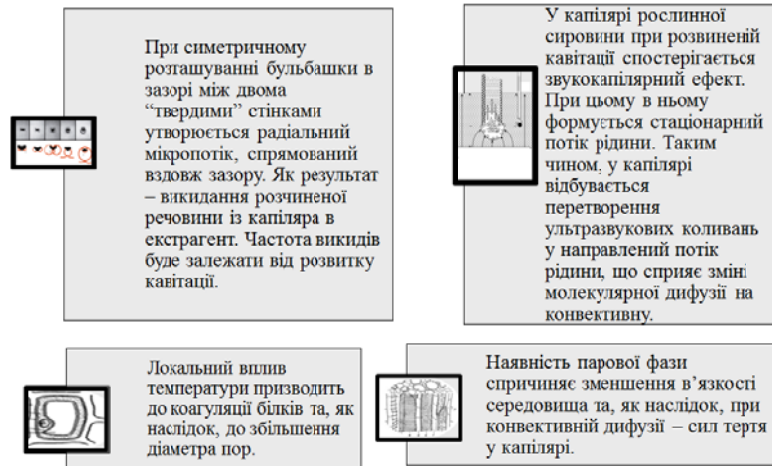 При симетричному
розташуванні бульбашки в
зазорі між двома
“твердими” стінками
утворюється радіальний
мікропотік, спрямований
вздовж зазору. Як результат
– викидання розчиненої
речовини із капіляра в
екстрагент. Частота викидів
буде залежати від розвитку
кавітації.
У капілярі рослинної
сировини при розвиненій
кавітації спостерігається
звукокапілярний ефект.
При цьому в ньому
формується стаціонарний
потік рідини. Таким
чином, у капілярі
відбувається
перетворення
ультразвукових коливань
у направлений потік
рідини, що сприяє зміні
молекулярної дифузії на
конвективну.
Локальний вплив
температури призводить
до коагуляції білків та, як
наслідок, до збільшення
діаметра пор.
Наявність парової фази
спричиняє зменшення в’язкості
середовища та, як наслідок, при
конвективній дифузії – сил тертя
у капілярі.